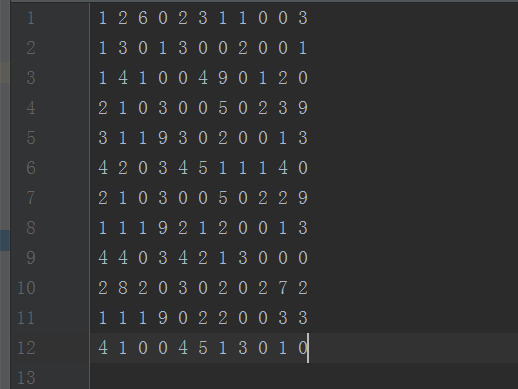 1 1 2 6 0 2 3 1 1 0 0 3
2 1 3 0 1 3 0 0 2 0 0 1
3 1 4 1 0 0 4 9 0 1 2 0
4 2 1 0 3 0 0 5 0 2 3 9
5 3 1 1 9 3 0 2 0 0 1 3
6 4 2 0 3 4 5 1 1 1 4 0
7 2 1 0 3 0 0 5 0 2 2 9
8 1 1 1 9 2 1 2 0 0 1 3
9 4 4 0 3 4 2 1 3 0 0 0
10 2 8 2 0 3 0 2 0 2 7 2
11 1 1 1 9 0 2 2 0 0 3 3
12 4 1 0 0 4 5 1 3 0 1 0
13